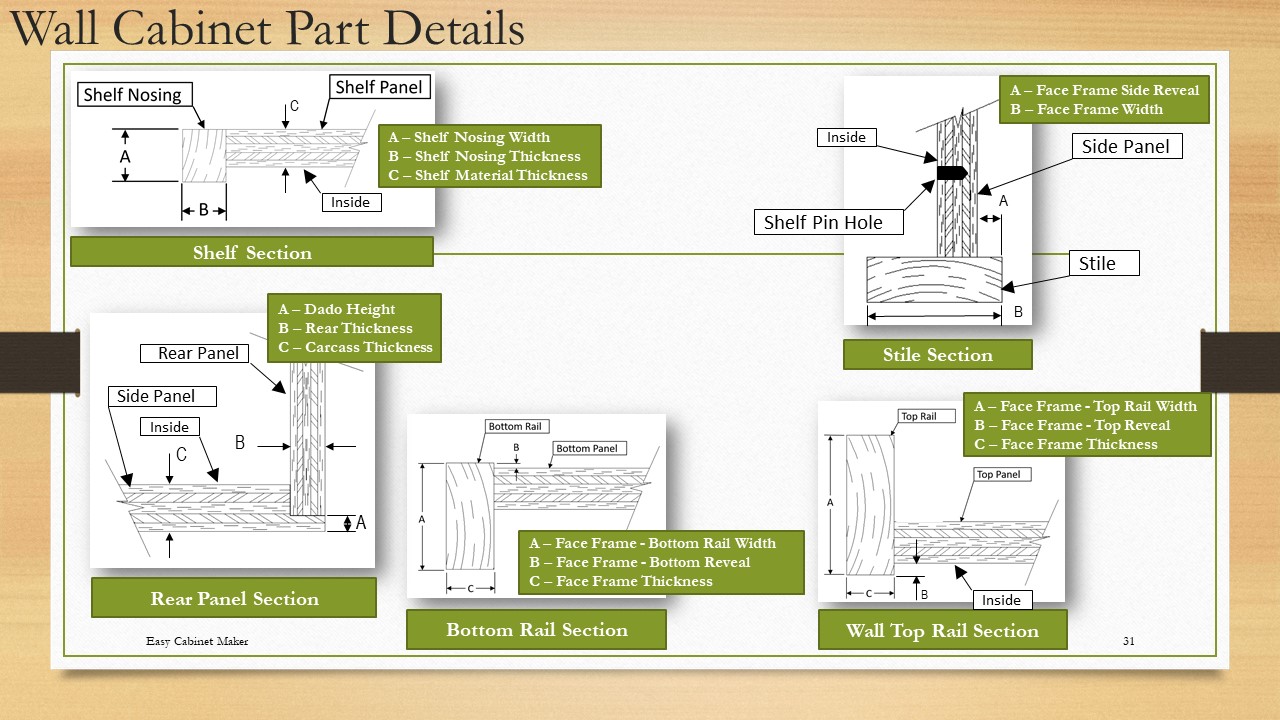 Wall Cabinet Part Details
Shelf Nosing
Shelf Panel
C
A
B
Inside
A – Shelf Nosing Width
B – Shelf Nosing Thickness
C – Shelf Material Thickness
Shelf Section
A – Face Frame Side Reveal
B – Face Frame Width
Inside
Side Panel
A
Shelf Pin Hole
Stile
B
Stile Section
A – Dado Height
B – Rear Thickness
C – Carcass Thickness
Rear Panel
Side Panel
Inside
B
C
A
Rear Panel Section
Bottom Rail
B
Bottom Panel
A
C
A – Face Frame - Bottom Rail Width
B – Face Frame - Bottom Reveal
C – Face Frame Thickness
Bottom Rail Section
A – Face Frame - Top Rail Width
B – Face Frame - Top Reveal
C – Face Frame Thickness
Top Rail
Top Panel
A
C
B
Inside
Wall Top Rail Section
Easy Cabinet Maker
31